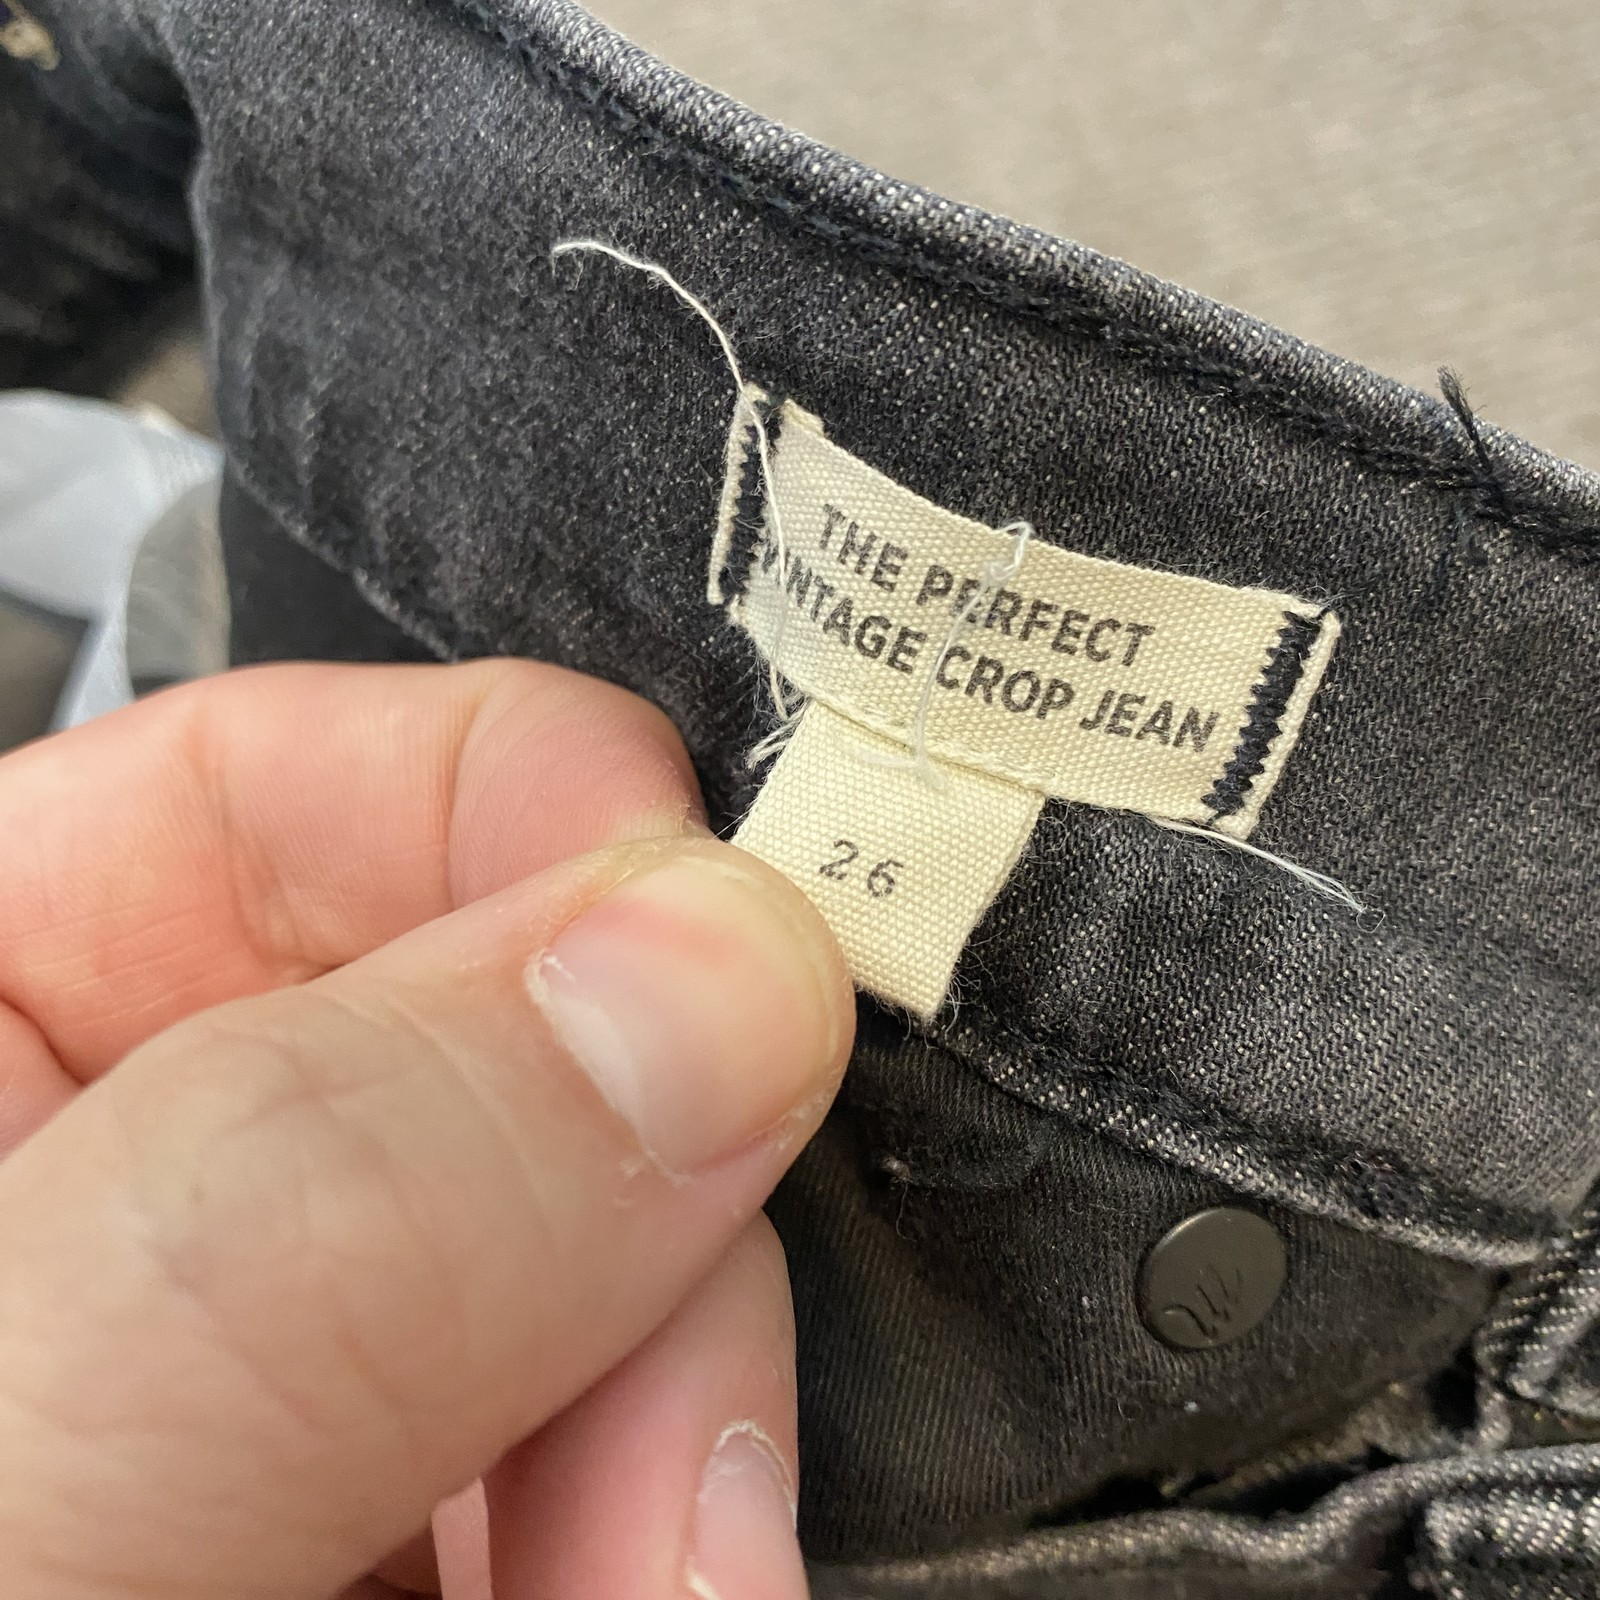 THE PERFECT
VINTAGE CROP JEAN
26